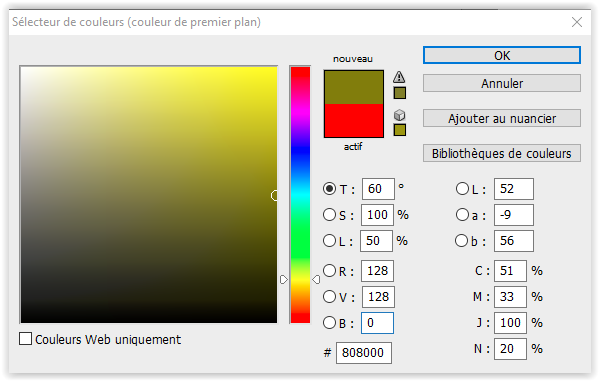 Sélecteur de couleurs (couleur de premier plan)
nouveau
actif
OK
Annuler
Ajouter au nuancier
Bibliothèques de couleurs
T : 60 °
S : 100 %
L : 50 %
R : 128
V : 128
B : 0
# 808000
L : 52
a : -9
b : 56
C : 51 %
M : 33 %
J : 100 %
N : 20 %
Couleurs Web uniquement